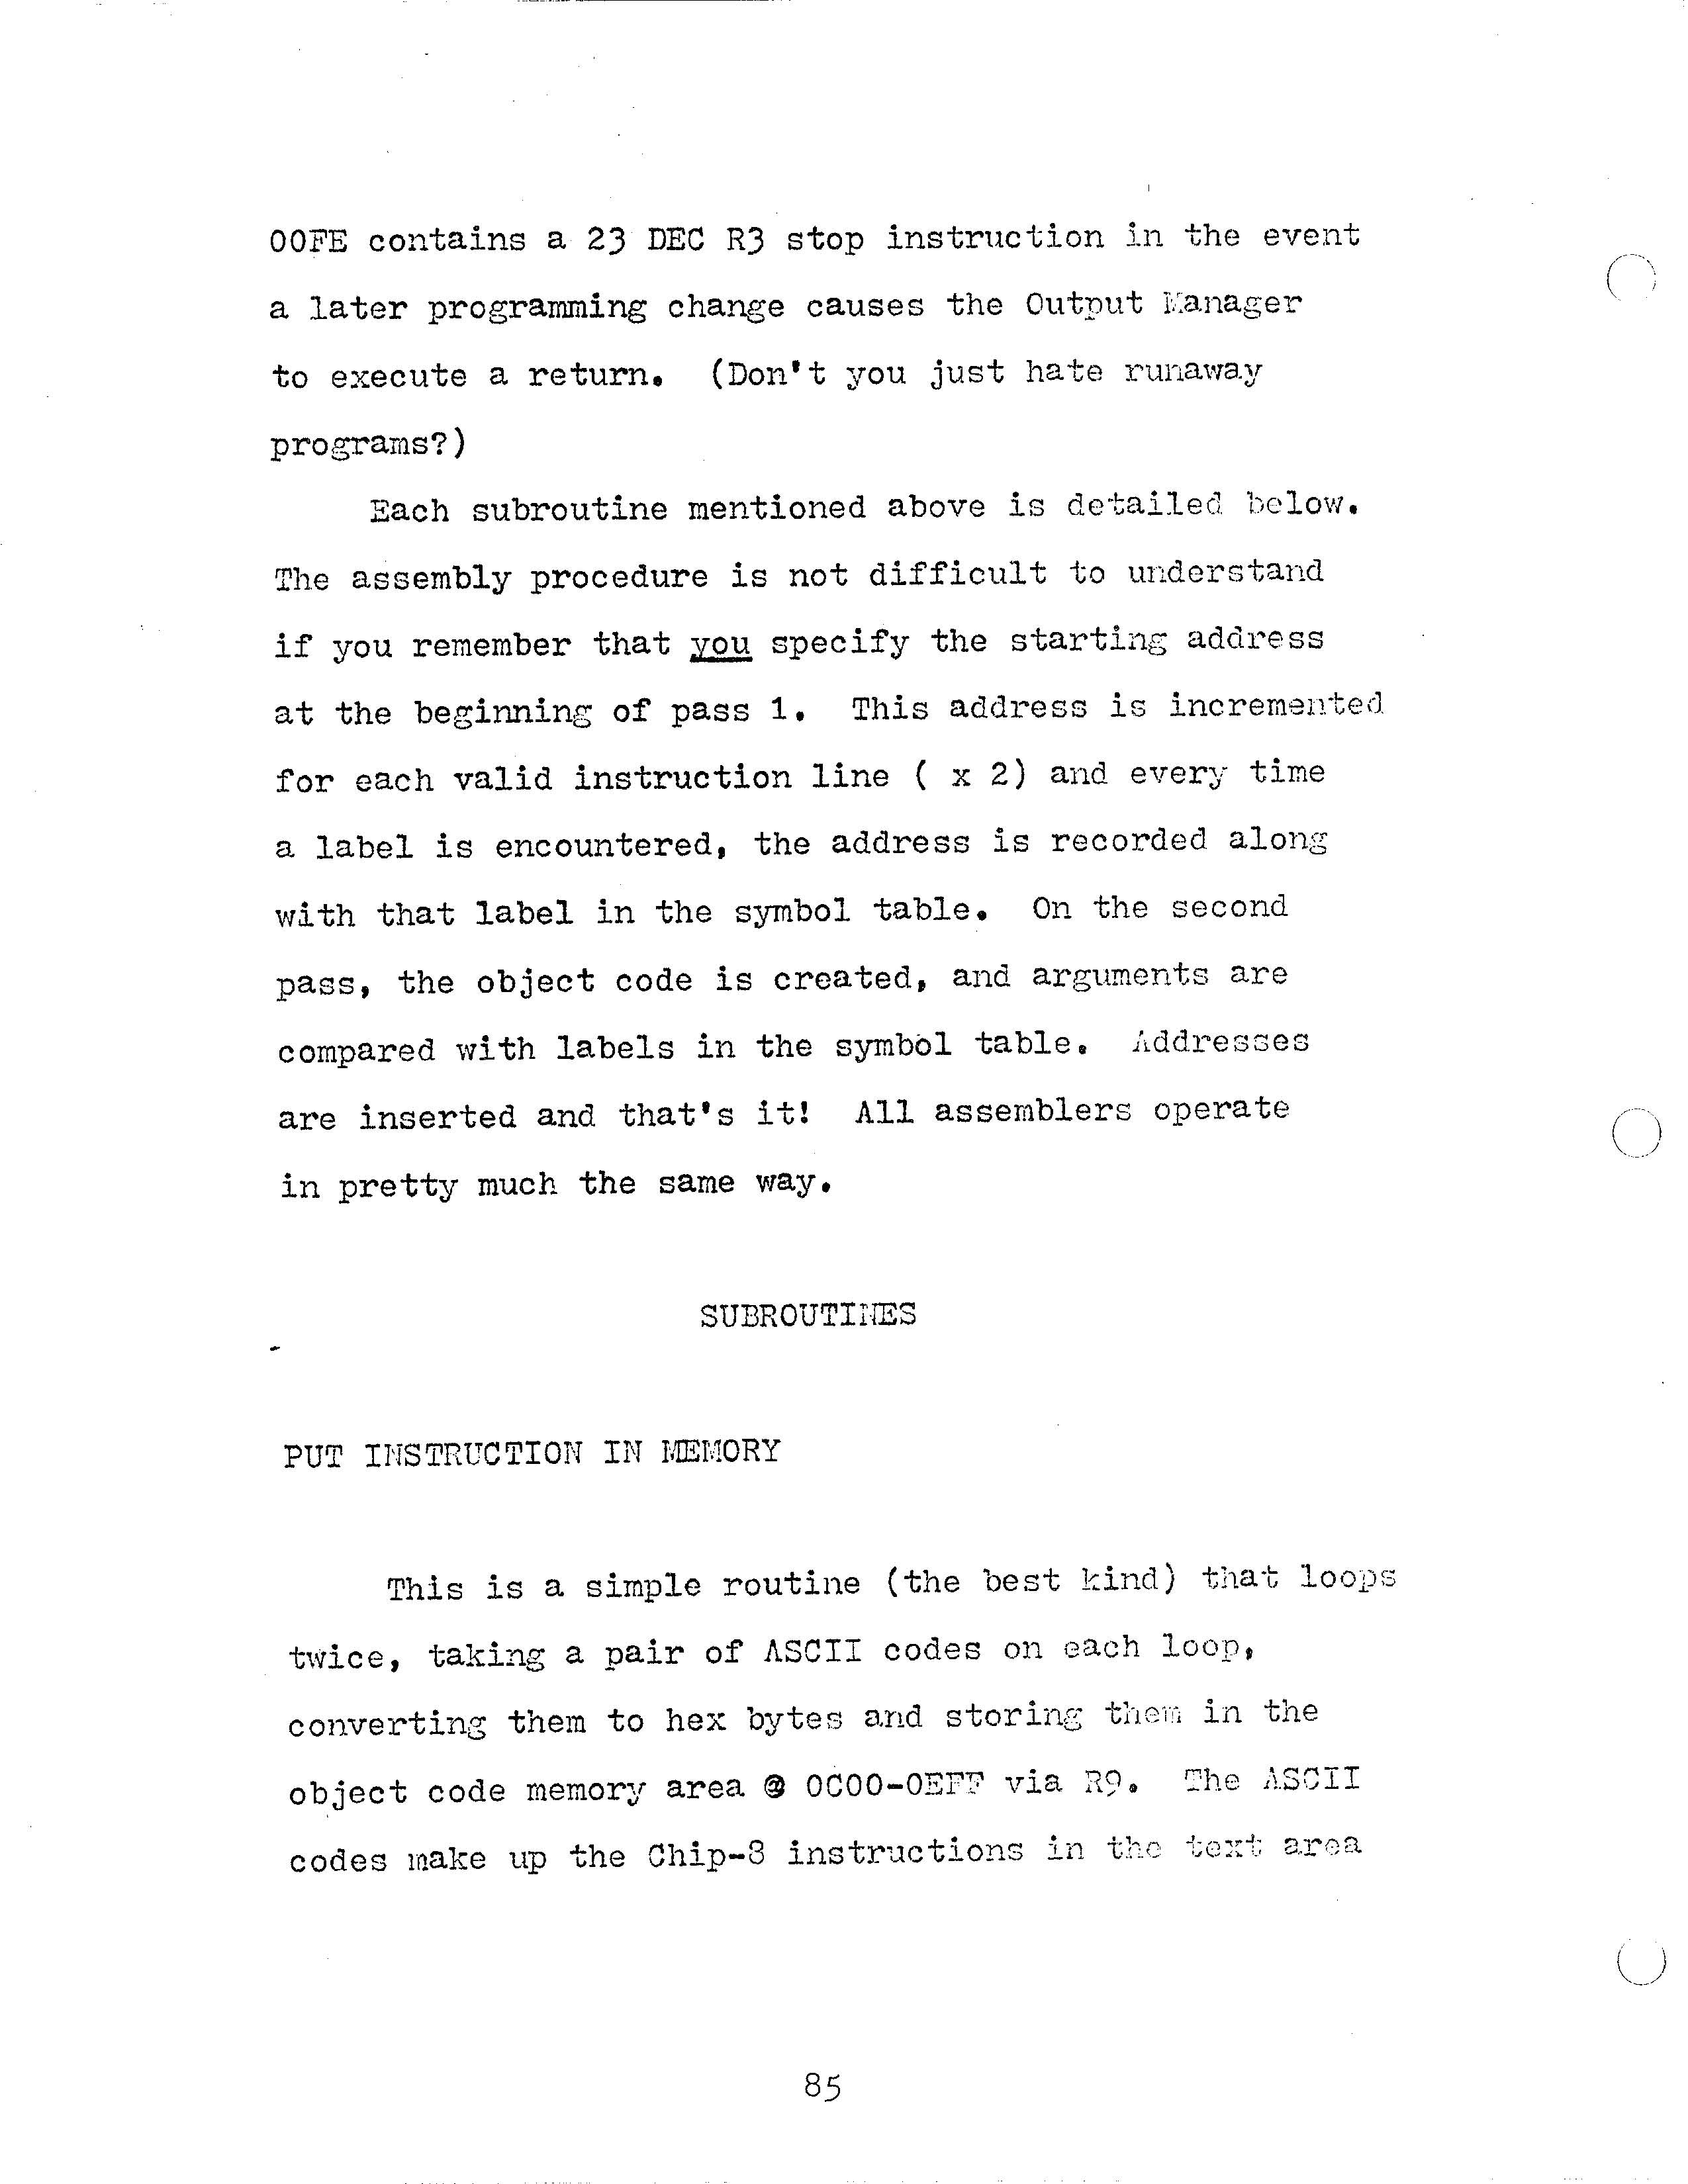 00FE contains a 23 DEC R3 stop instruction in the event
a later programming change causes the Output Manager
to execute a return.  (Don't you just hate runaway
programs?)
Each subroutine mentioned above is detailed below.
The assembly procedure is not difficult to understand
if you remember that you specify the starting address
at the beginning of pass 1.  This address is incremented
for each valid instruction line ( x 2) and every time
a label is encountered, the address is recorded along
with that label in the symbol table.  On the second
pass, the object code is created, and arguments are
compared with labels in the symbol table.  Addresses
are inserted and that's it!  All assemblers operate
in pretty much the same way.
SUBROUTINES
PUT INSTRUCTION IN MEMORY
This is a simple routine (the best kind) that loops
twice, taking a pair of ASCII codes on each loop,
converting them to hex bytes and storing them in the
object code memory area @ 0C00-0EFF via R9.  The ASCII
codes make up the Chip-8 instructions in the text area
85